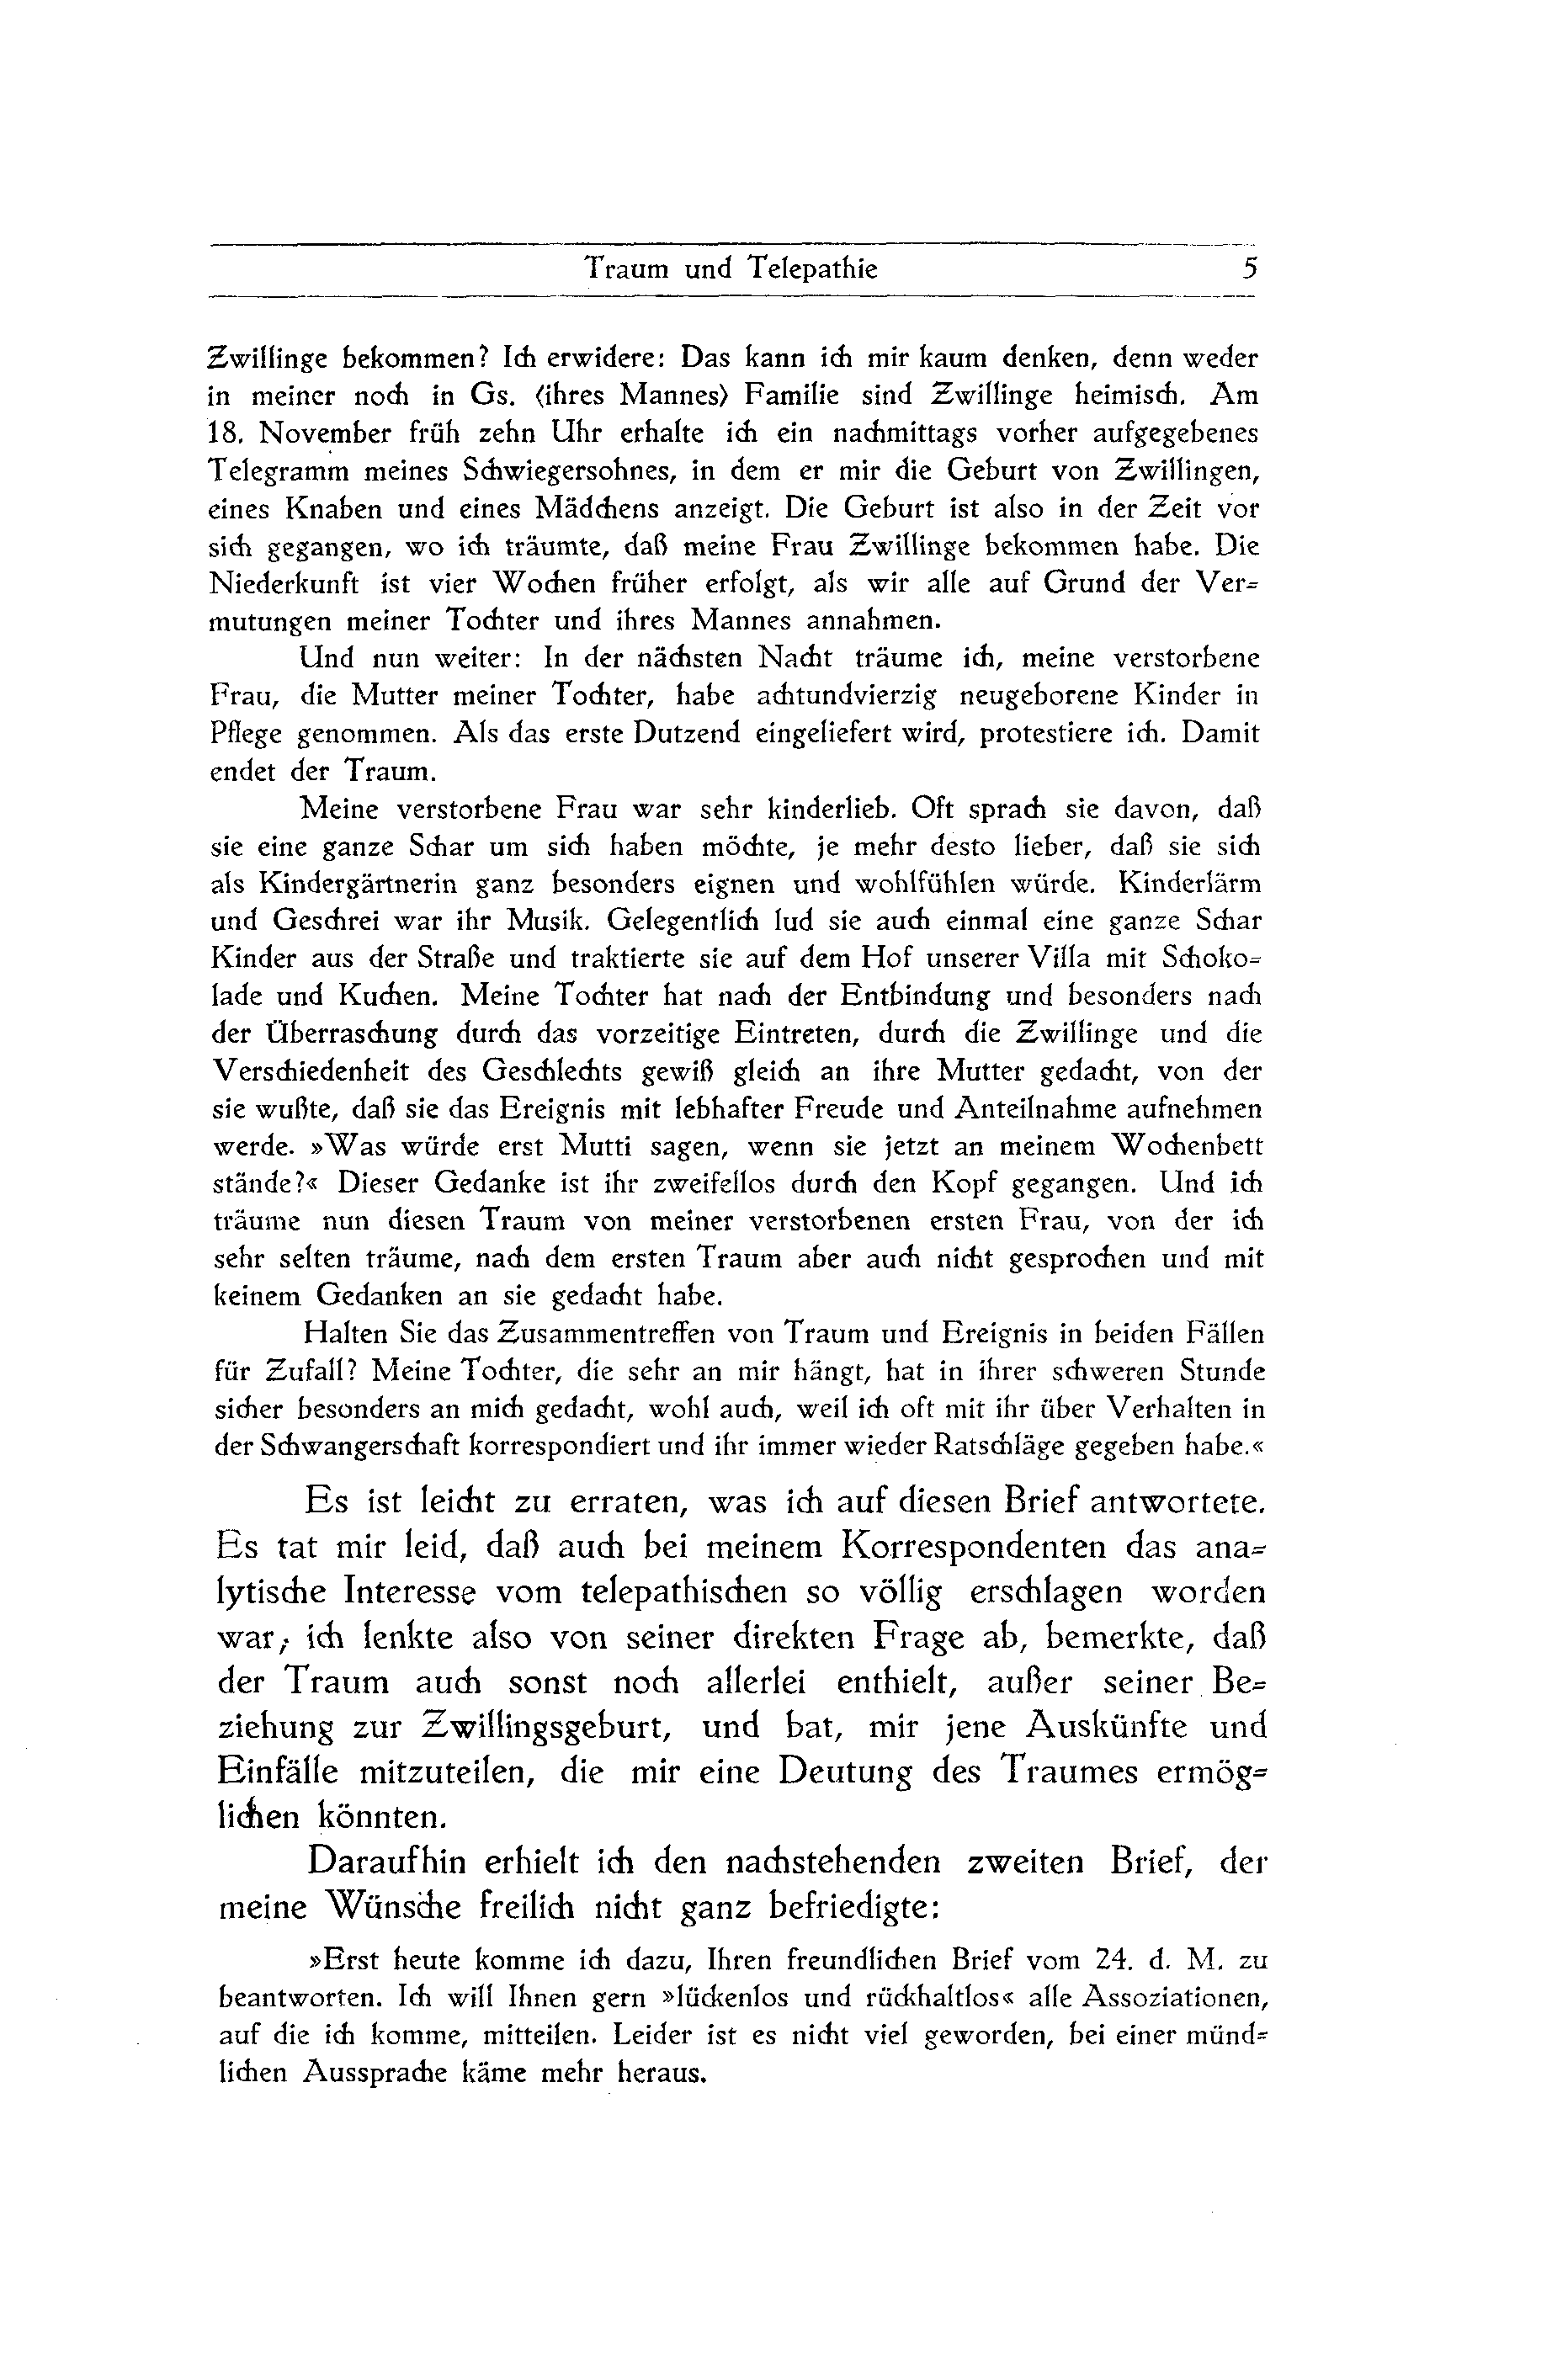 Traum und Telepathie 5
Zwillinge bekommen? Ich erwidere: Das kann ich mir kaum denken, denn weder
in meiner noch in Gs. (ihres Mannes) Familie sind Zwillinge heimisch. Am
18. November früh zehn Uhr erhalte ich ein nachmittags vorher aufgegebenes
Telegramm meines Schwiegersohnes, in dem er mir die Geburt von Zwillingen,
eines Knaben und eines Mädchens anzeigt. Die Geburt ist also in der Zeit vor
sich gegangen, wo ich träumte, daß meine Frau Zwillinge bekommen habe. Die
Niederkunft ist vier Wochen früher erfolgt, als wir alle auf Grund der Ver-
mutungen meiner Tochter und ihres Mannes annahmen.
Und nun weiter: In der nächsten Nacht träume ich, meine verstorbene
Frau, die Mutter meiner Tochter, habe achtundvierzig neugeborene Kinder in
Pflege genommen. Als das erste Dutzend eingeliefert wird, protestiere ich. Damit
endet der Traum.
Meine verstorbene Frau war sehr kinderlieb. Oft sprach sie davon, daß
sie eine ganze Schar um sich haben möchte, je mehr desto lieber, daß sie sich
als Kindergärtnerin ganz besonders eignen und wohlfühlen würde. Kinderlärm
und Geschrei war ihr Musik. Gelegentlich lud sie auch einmal eine ganze Schar
Kinder aus der Straße und traktierte sie auf dem Hof unserer Villa mit Schoko-
lade und Kuchen. Meine Tochter hat nach der Entbindung und besonders nach
der Überraschung durch das vorzeitige Eintreten, durch die Zwillinge und die
Verschiedenheit des Geschlechts gewiß gleich an ihre Mutter gedacht, von der
sie wußte, daß sie das Ereignis mit lebhafter Freude und Anteilnahme aufnehmen
werde. »Was würde erst Mutti sagen, wenn sie jetzt an meinem Wochenbett
stände?« Dieser Gedanke ist ihr zweifellos durch den Kopf gegangen. Und ich
träume nun diesen Traum von meiner verstorbenen ersten Frau, von der ich
sehr selten träume, nach dem ersten Traum aber auch nicht gesprochen und mit
keinem Gedanken an sie gedacht habe.
Halten Sie das Zusammentreffen von Traum und Ereignis in beiden Fällen
für Zufall? Meine Tochter, die sehr an mir hängt, hat in ihrer schweren Stunde
sicher besonders an mich gedacht, wohl auch, weil ich oft mit ihr über Verhalten in
der Schwangerschaft korrespondiert und ihr immer wieder Ratschläge gegeben habe.«
Es ist leicht zu erraten, was ich auf diesen Brief antwortete.
Es tat mir leid, daß auch bei meinem Korrespondenten das ana-
lytische Interesse vom telepathischen so völlig erschlagen worden
war; ich lenkte also von seiner direkten Frage ab, bemerkte, daß
der Traum auch sonst noch allerlei enthielt, außer seiner Be-
ziehung zur Zwillingsgeburt, und bat, mir jene Auskünfte und
Einfälle mitzuteilen, die mir eine Deutung des Traumes ermög-
lichen könnten.
Daraufhin erhielt ich den nachstehenden zweiten Brief, der
meine Wünsche freilich nicht ganz befriedigte:
»Erst heute komme ich dazu, Ihren freundlichen Brief vom 24. d. M. zu
beantworten. Ich will Ihnen gern »lückenlos und rückhaltlos« alle Assoziationen,
auf die ich komme, mitteilen. Leider ist es nicht viel geworden, bei einer münd-
lichen Aussprache käme mehr heraus.